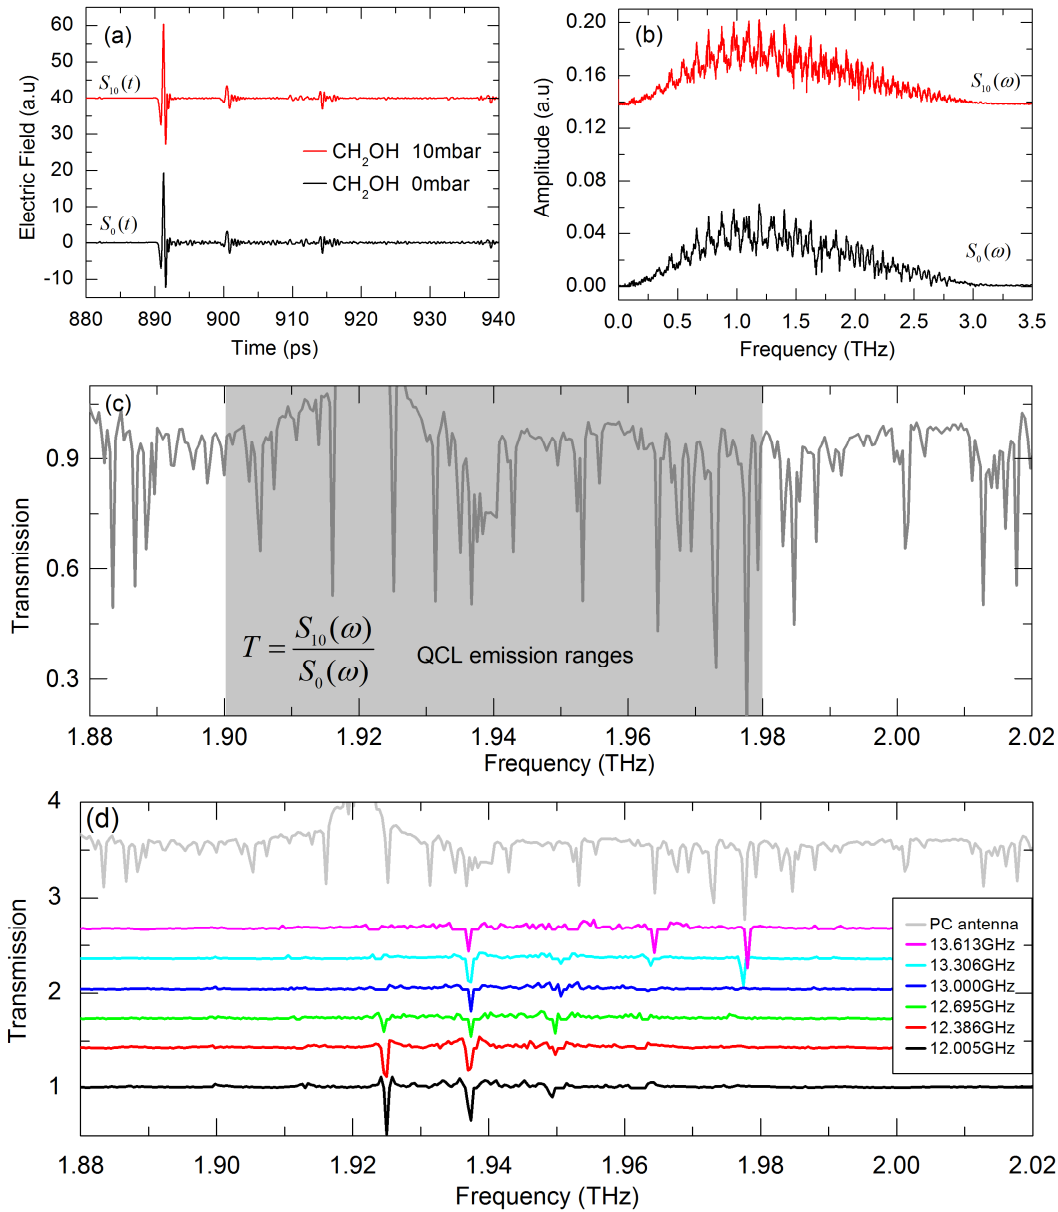 (a)
60
50
40
30
20
10
0
-10
Electric Field (a.u)
S10(t)
S0(t)
CH2OH 10mbar
CH2OH 0mbar
880 890 900 910 920 930 940
Time (ps)
(b)
0.20
0.16
0.12
0.08
0.04
0.00
Amplitude (a.u)
S10(ω)
S0(ω)
0.0 0.5 1.0 1.5 2.0 2.5 3.0 3.5
Frequency (THz)
(c)
0.9
0.6
0.3
Transmission
T = S10(ω) / S0(ω)
QCL emission ranges
1.88 1.90 1.92 1.94 1.96 1.98 2.00 2.02
Frequency (THz)
(d)
4
3
2
1
Transmission
PC antenna
13.613GHz
13.306GHz
13.000GHz
12.695GHz
12.386GHz
12.005GHz
1.88 1.90 1.92 1.94 1.96 1.98 2.00 2.02
Frequency (THz)